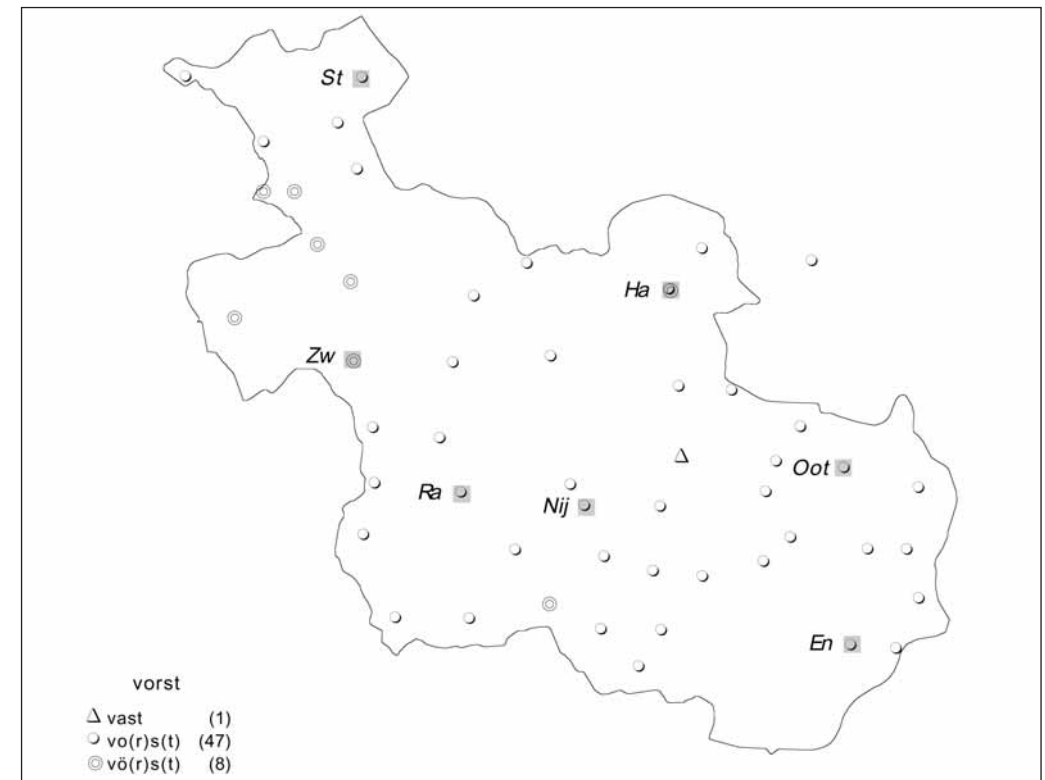 St
Ha
Zw
Oot
Ra
Nij
En
vorst
vast (1)
vo(r)s(t) (47)
vö(r)s(t) (8)